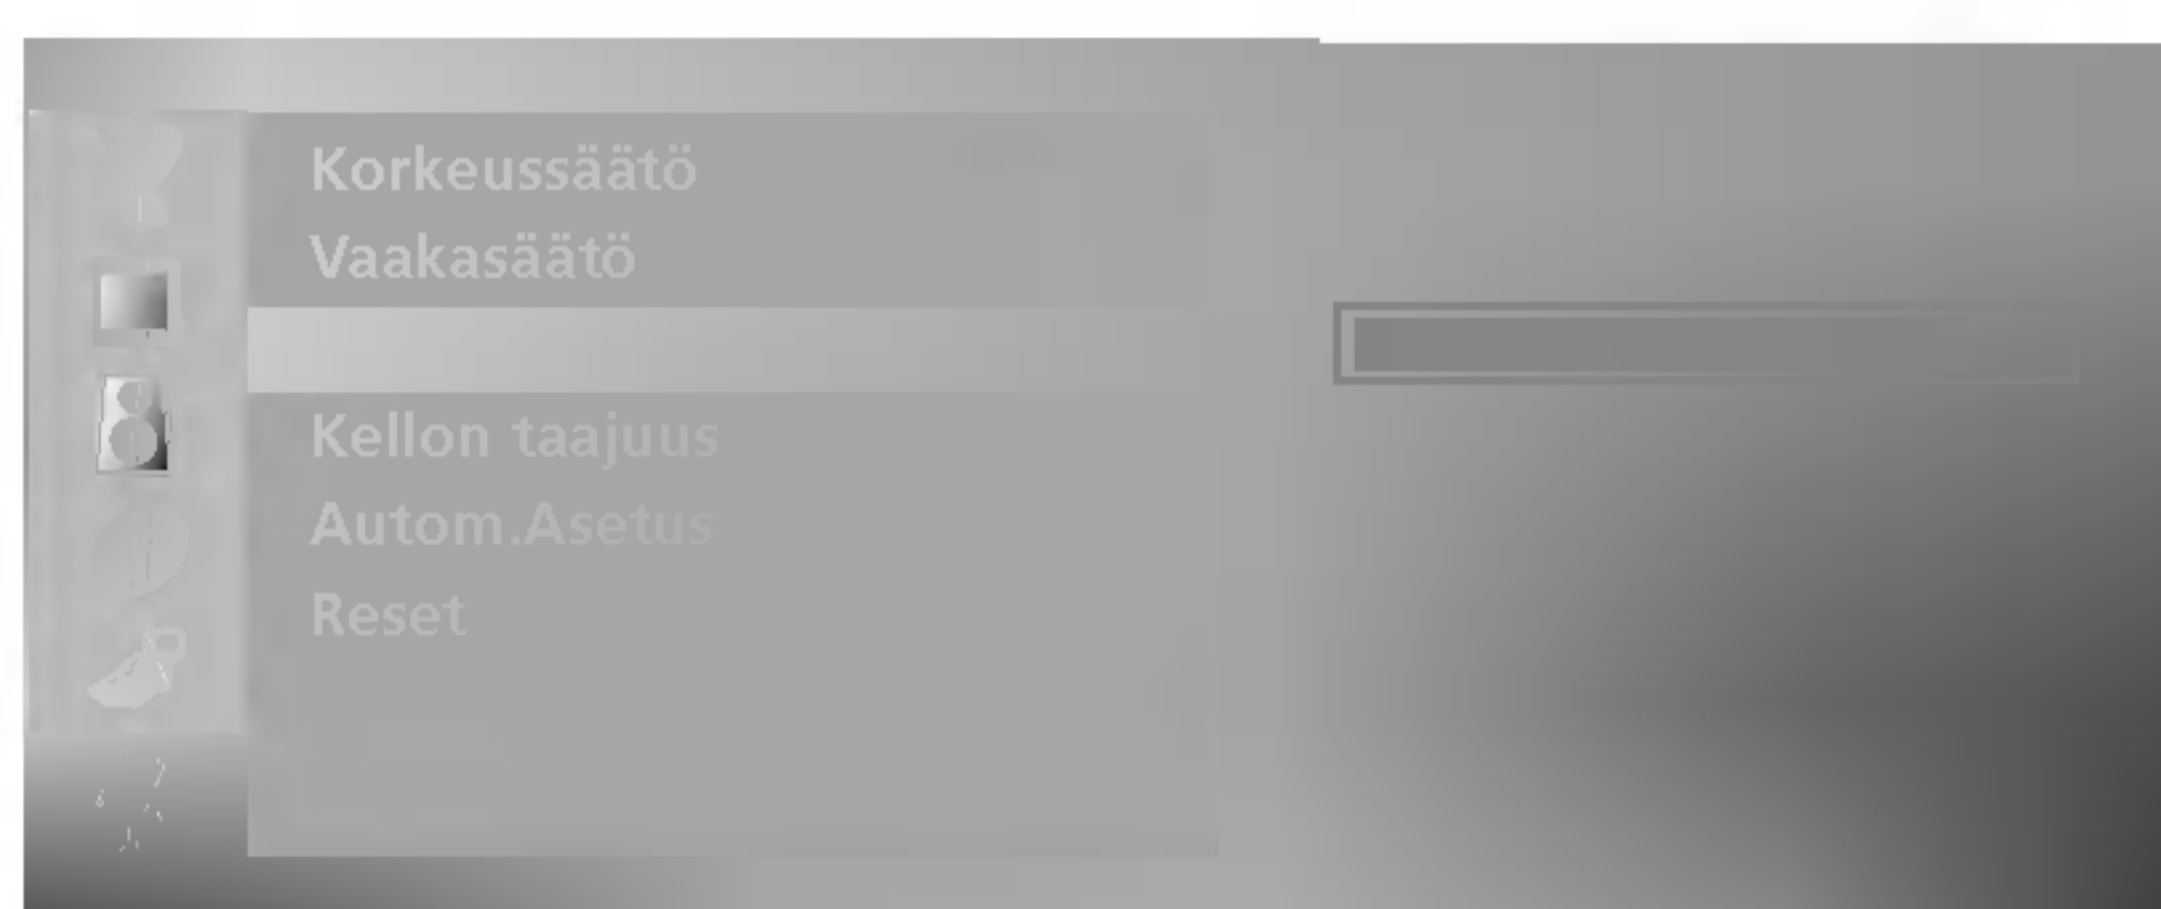 Korkeussäätö
Vaakasäätö
Kellon taajuus
Autom.Asetus
Reset